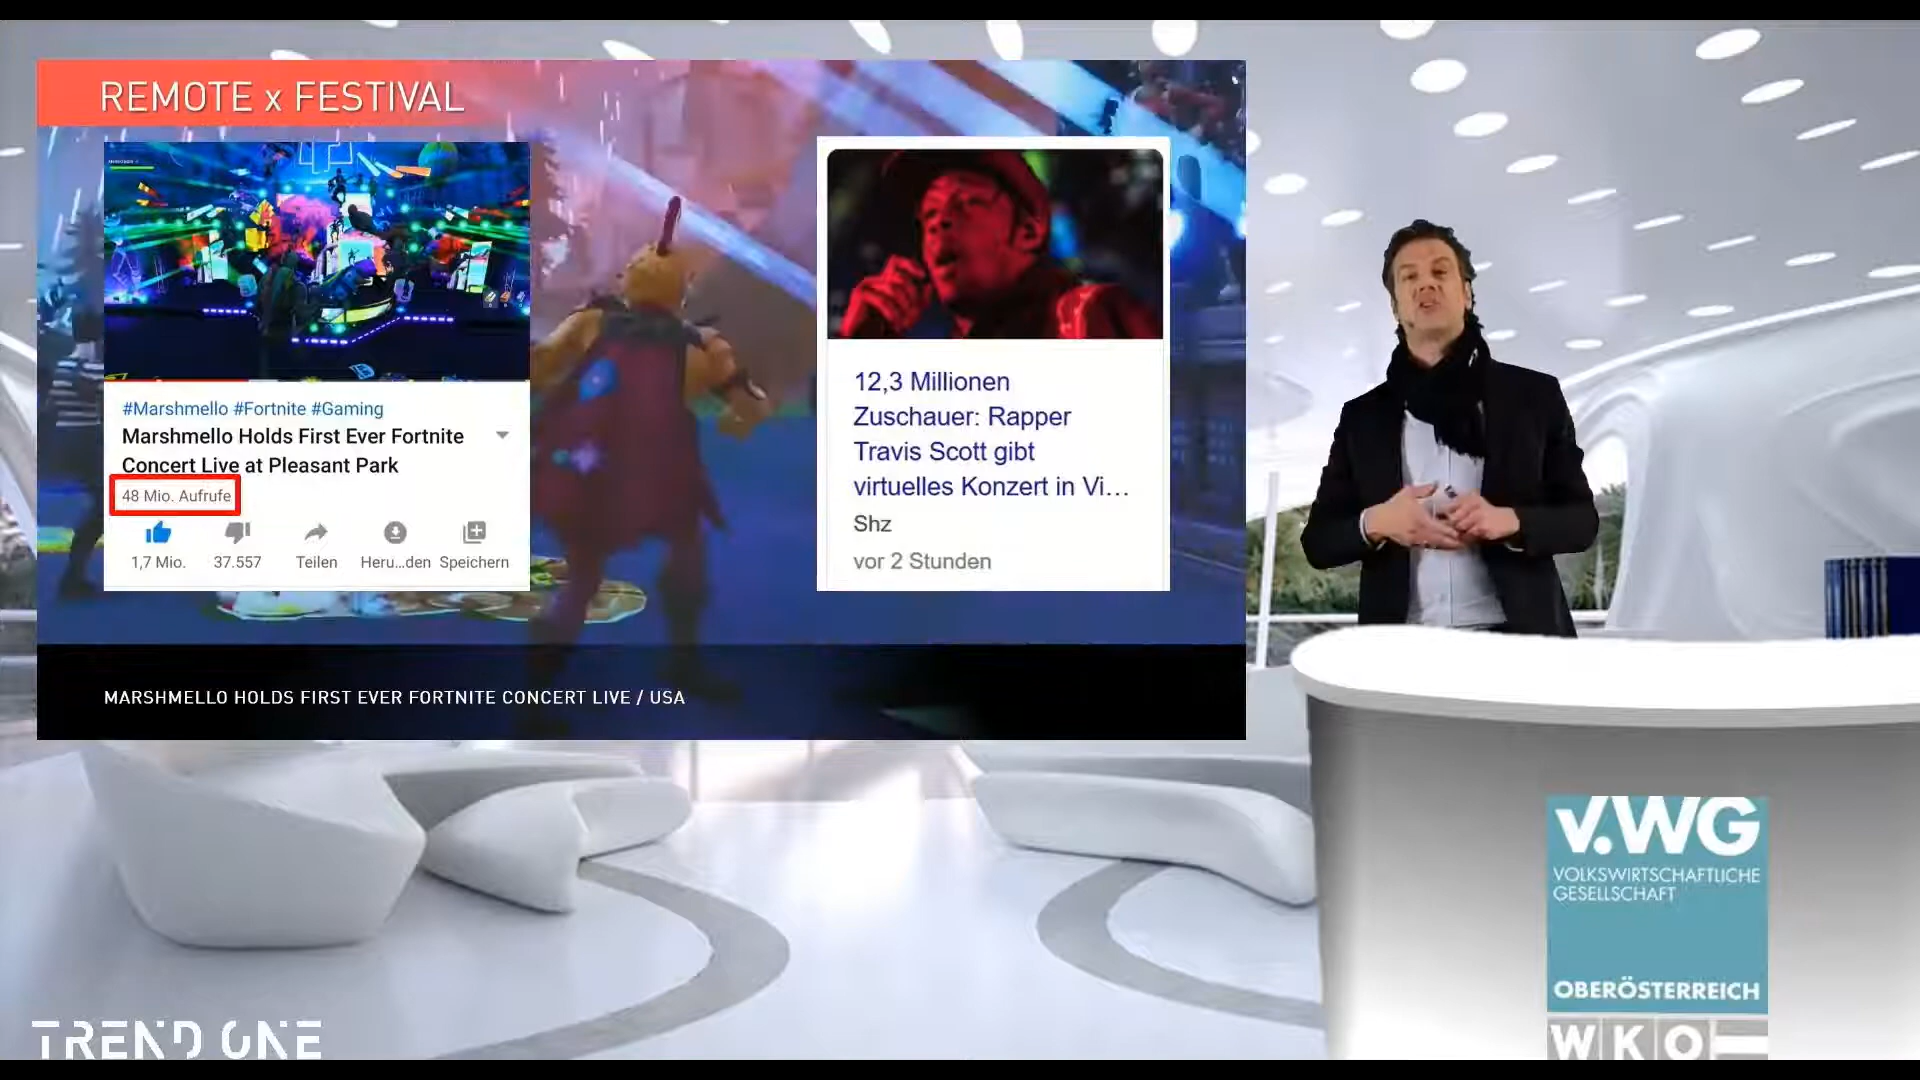 REMOTE x FESTIVAL
#Marshmello #Fortnite #Gaming
Marshmello Holds First Ever Fortnite
Concert Live at Pleasant Park
48 Mio. Aufrufe
1,7 Mio.
37.557
Teilen
Heru...den
Speichern
12,3 Millionen
Zuschauer: Rapper
Travis Scott gibt
virtuelles Konzert in Vi...
Shz
vor 2 Stunden
MARSHMELLO HOLDS FIRST EVER FORTNITE CONCERT LIVE / USA
v.WG
VOLKSWIRTSCHAFTLICHE
GESELLSCHAFT
OBERÖSTERREICH
WKO
TREND ONE